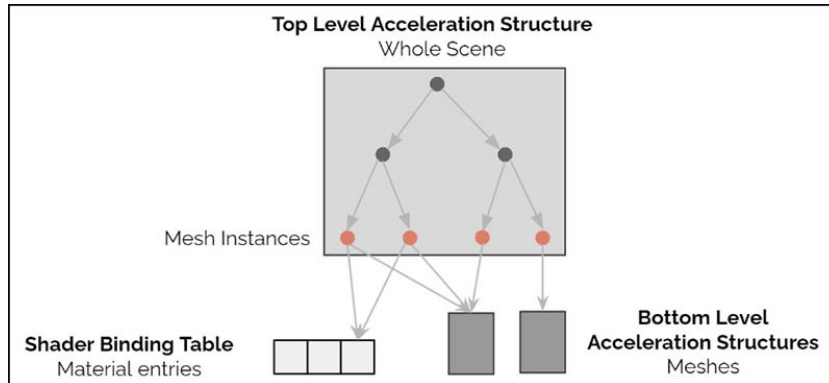 Top Level Acceleration Structure
Whole Scene
Mesh Instances
Shader Binding Table
Material entries
Bottom Level
Acceleration Structures
Meshes